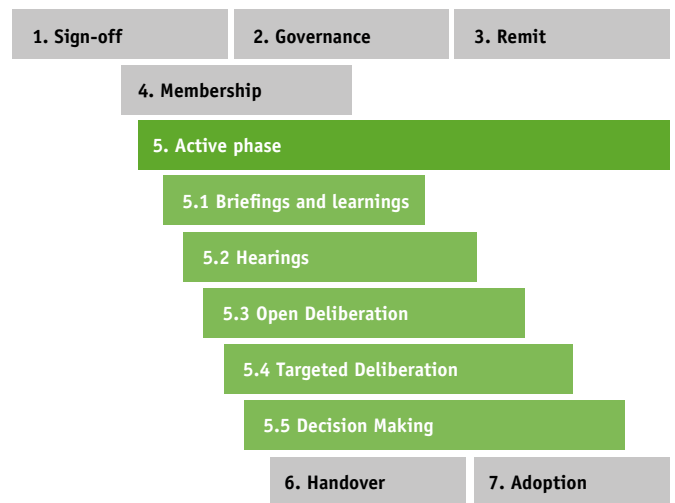 1. Sign-off
2. Governance
3. Remit
4. Membership
5. Active phase
5.1 Briefings and learnings
5.2 Hearings
5.3 Open Deliberation
5.4 Targeted Deliberation
5.5 Decision Making
6. Handover
7. Adoption